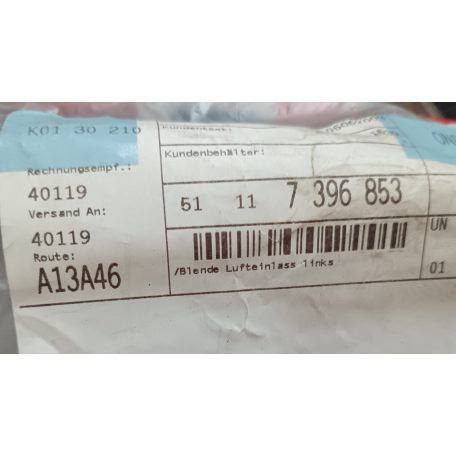 K01 30 210
Kundentext:
Kundenbehälter:
Rechnungsempf.:
40119
Versand An:
40119
Route:
A13A46
51 11 7 396 853
/Blende Lufteinlass links
UN
01